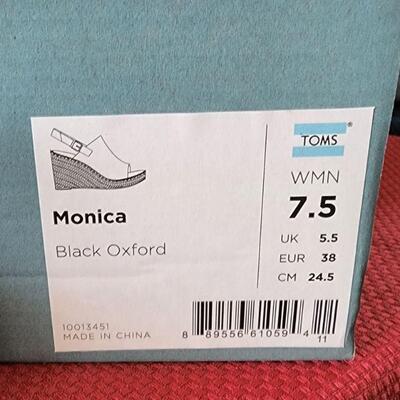 TOMS®
WMN
7.5
UK 5.5
EUR 38
CM 24.5
Monica
Black Oxford
10013451
MADE IN CHINA
8 89556 61059 4
11